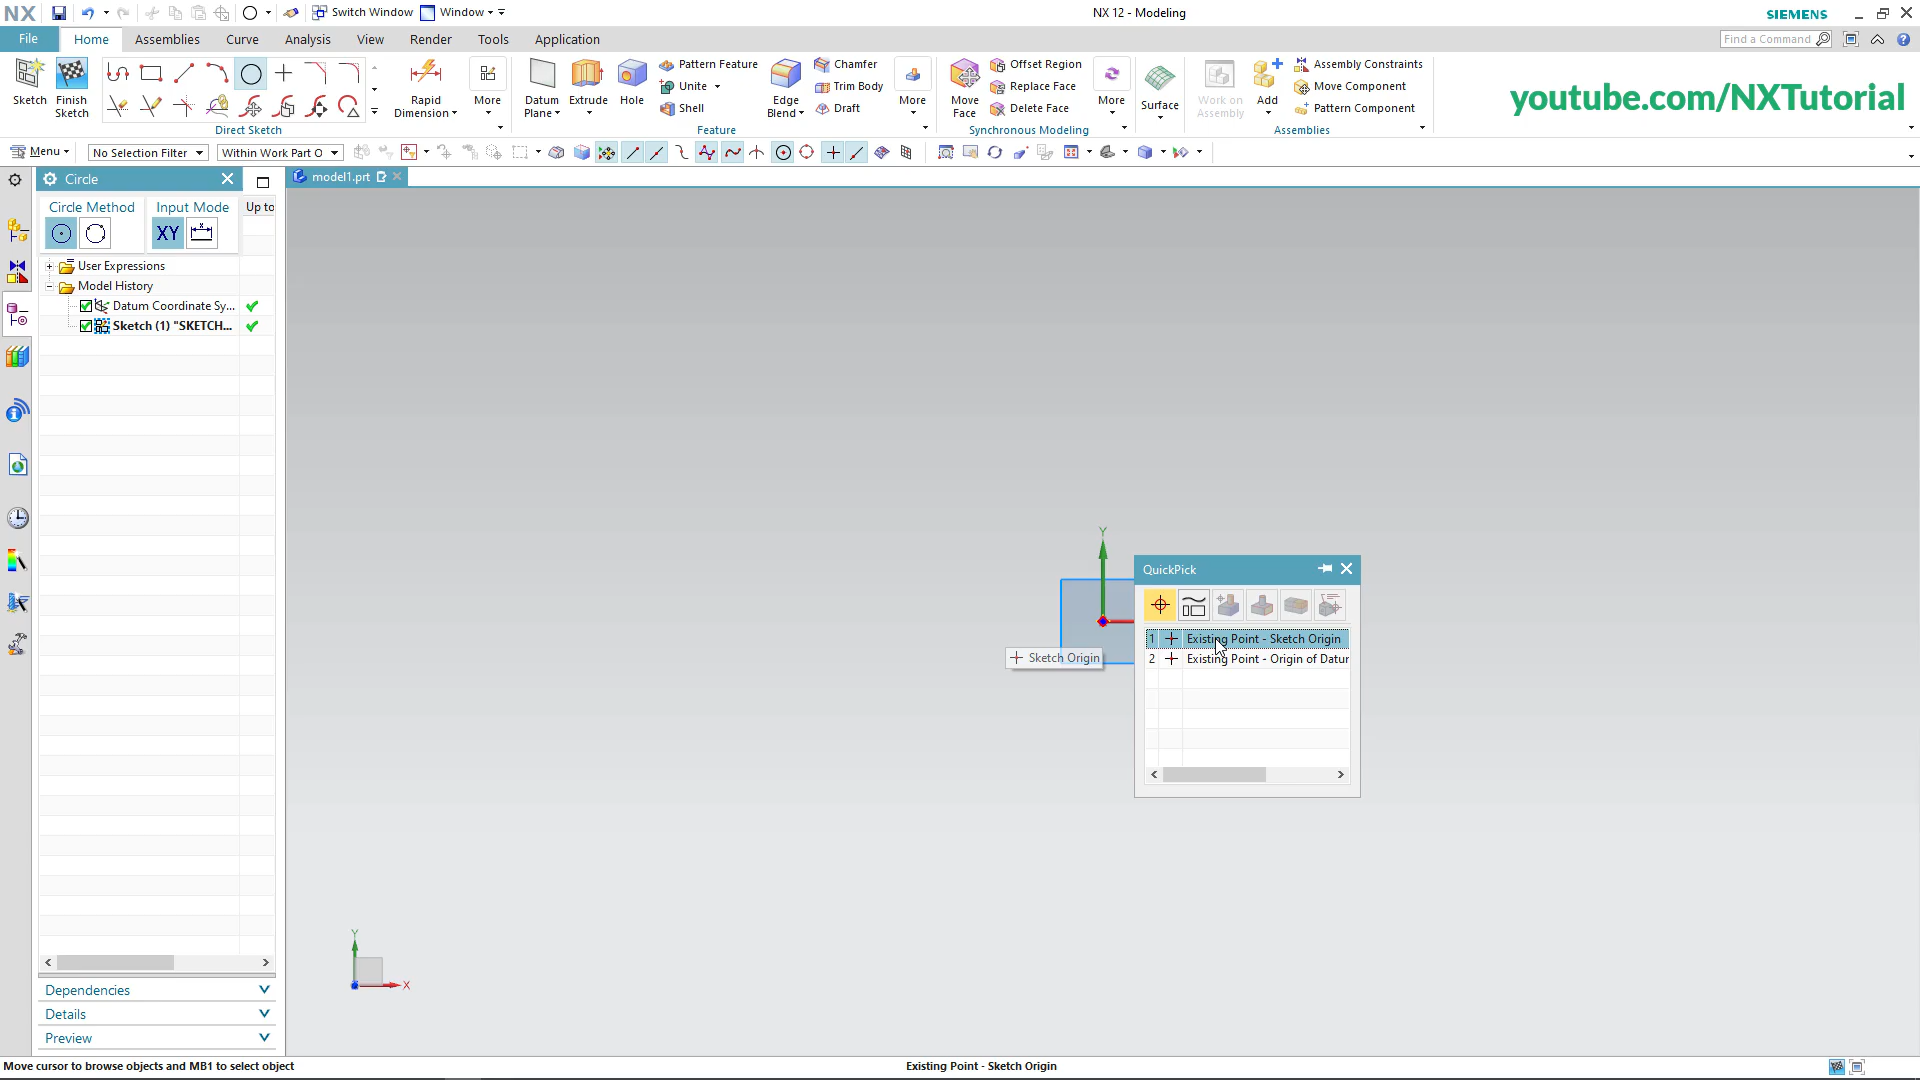 NX
Switch Window
Window
NX 12 - Modeling
SIEMENS
File
Home
Assemblies
Curve
Analysis
View
Render
Tools
Application
Find a Command
Sketch
Finish Sketch
Direct Sketch
Rapid Dimension
More
Datum Plane
Extrude
Hole
Pattern Feature
Unite
Shell
Edge Blend
Chamfer
Trim Body
Draft
More
Feature
Move Face
Offset Region
Replace Face
Delete Face
More
Synchronous Modeling
Surface
Work on Assembly
Add
Assembly Constraints
Move Component
Pattern Component
Assemblies
youtube.com/NXTutorial
Menu
No Selection Filter
Within Work Part O
Circle
model1.prt
Circle Method
Input Mode
Up to
XY
User Expressions
Model History
Datum Coordinate Sy...
Sketch (1) "SKETCH...
Y
QuickPick
1 Existing Point - Sketch Origin
2 Existing Point - Origin of Datur
Sketch Origin
Y
X
Dependencies
Details
Preview
Move cursor to browse objects and MB1 to select object
Existing Point - Sketch Origin